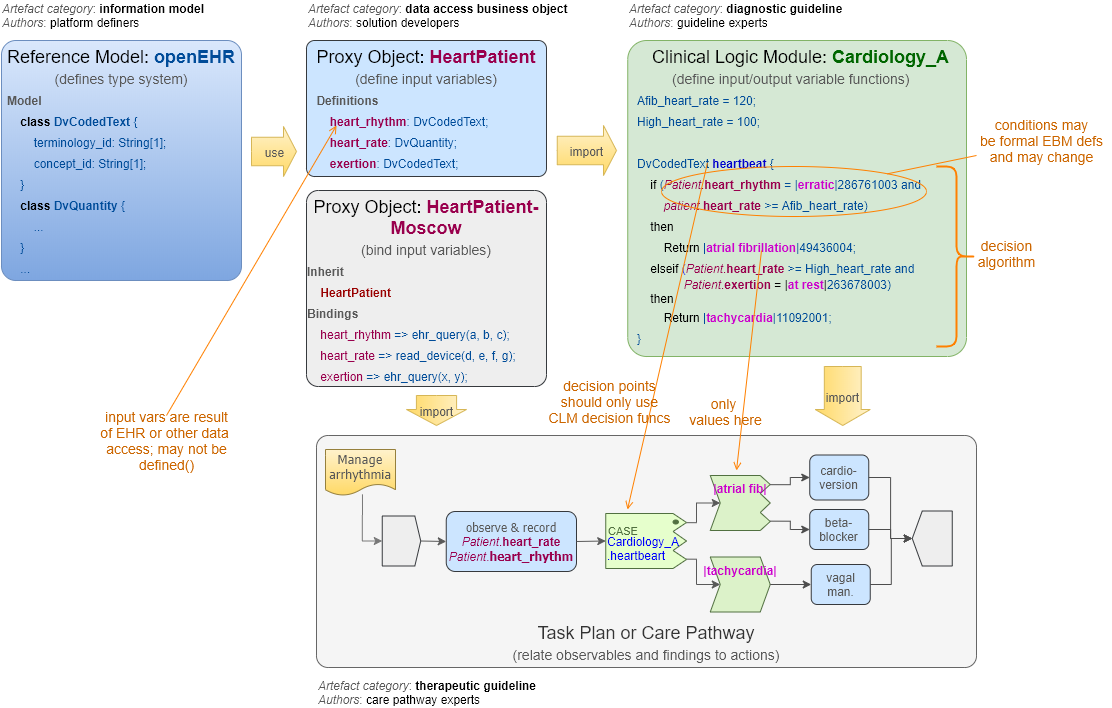 Artefact category: information model
Authors: platform definers
Reference Model: openEHR
(defines type system)
Model
class DvCodedText {
terminology_id: String[1];
concept_id: String[1];
}
class DvQuantity {
...
}
...
use
Artefact category: data access business object
Authors: solution developers
Proxy Object: HeartPatient
(define input variables)
Definitions
heart_rhythm: DvCodedText;
heart_rate: DvQuantity;
exertion: DvCodedText;
Proxy Object: HeartPatient-
Moscow
(bind input variables)
Inherit
HeartPatient
Bindings
heart_rhythm => ehr_query(a, b, c);
heart_rate => read_device(d, e, f, g);
exertion => ehr_query(x, y);
import
import
Artefact category: diagnostic guideline
Authors: guideline experts
Clinical Logic Module: Cardiology_A
(define input/output variable functions)
Afib_heart_rate = 120;
High_heart_rate = 100;
DvCodedText heartbeat {
if (Patient.heart_rhythm = |erratic|286761003 and
patient.heart_rate >= Afib_heart_rate)
then
Return |atrial fibrillation|49436004;
elseif (Patient.heart_rate >= High_heart_rate and
Patient.exertion = |at rest|263678003)
then
Return |tachycardia|11092001;
}
import
conditions may
be formal EBM defs
and may change
decision
algorithm
input vars are result
of EHR or other data
access; may not be
defined()
decision points
should only use
CLM decision funcs
only
values here
Manage
arrhythmia
observe & record
Patient.heart_rate
Patient.heart_rhythm
CASE
Cardiology_A
.heartbeart
|atrial fib|
|tachycardia|
cardio-
version
beta-
blocker
vagal
man.
Task Plan or Care Pathway
(relate observables and findings to actions)
Artefact category: therapeutic guideline
Authors: care pathway experts